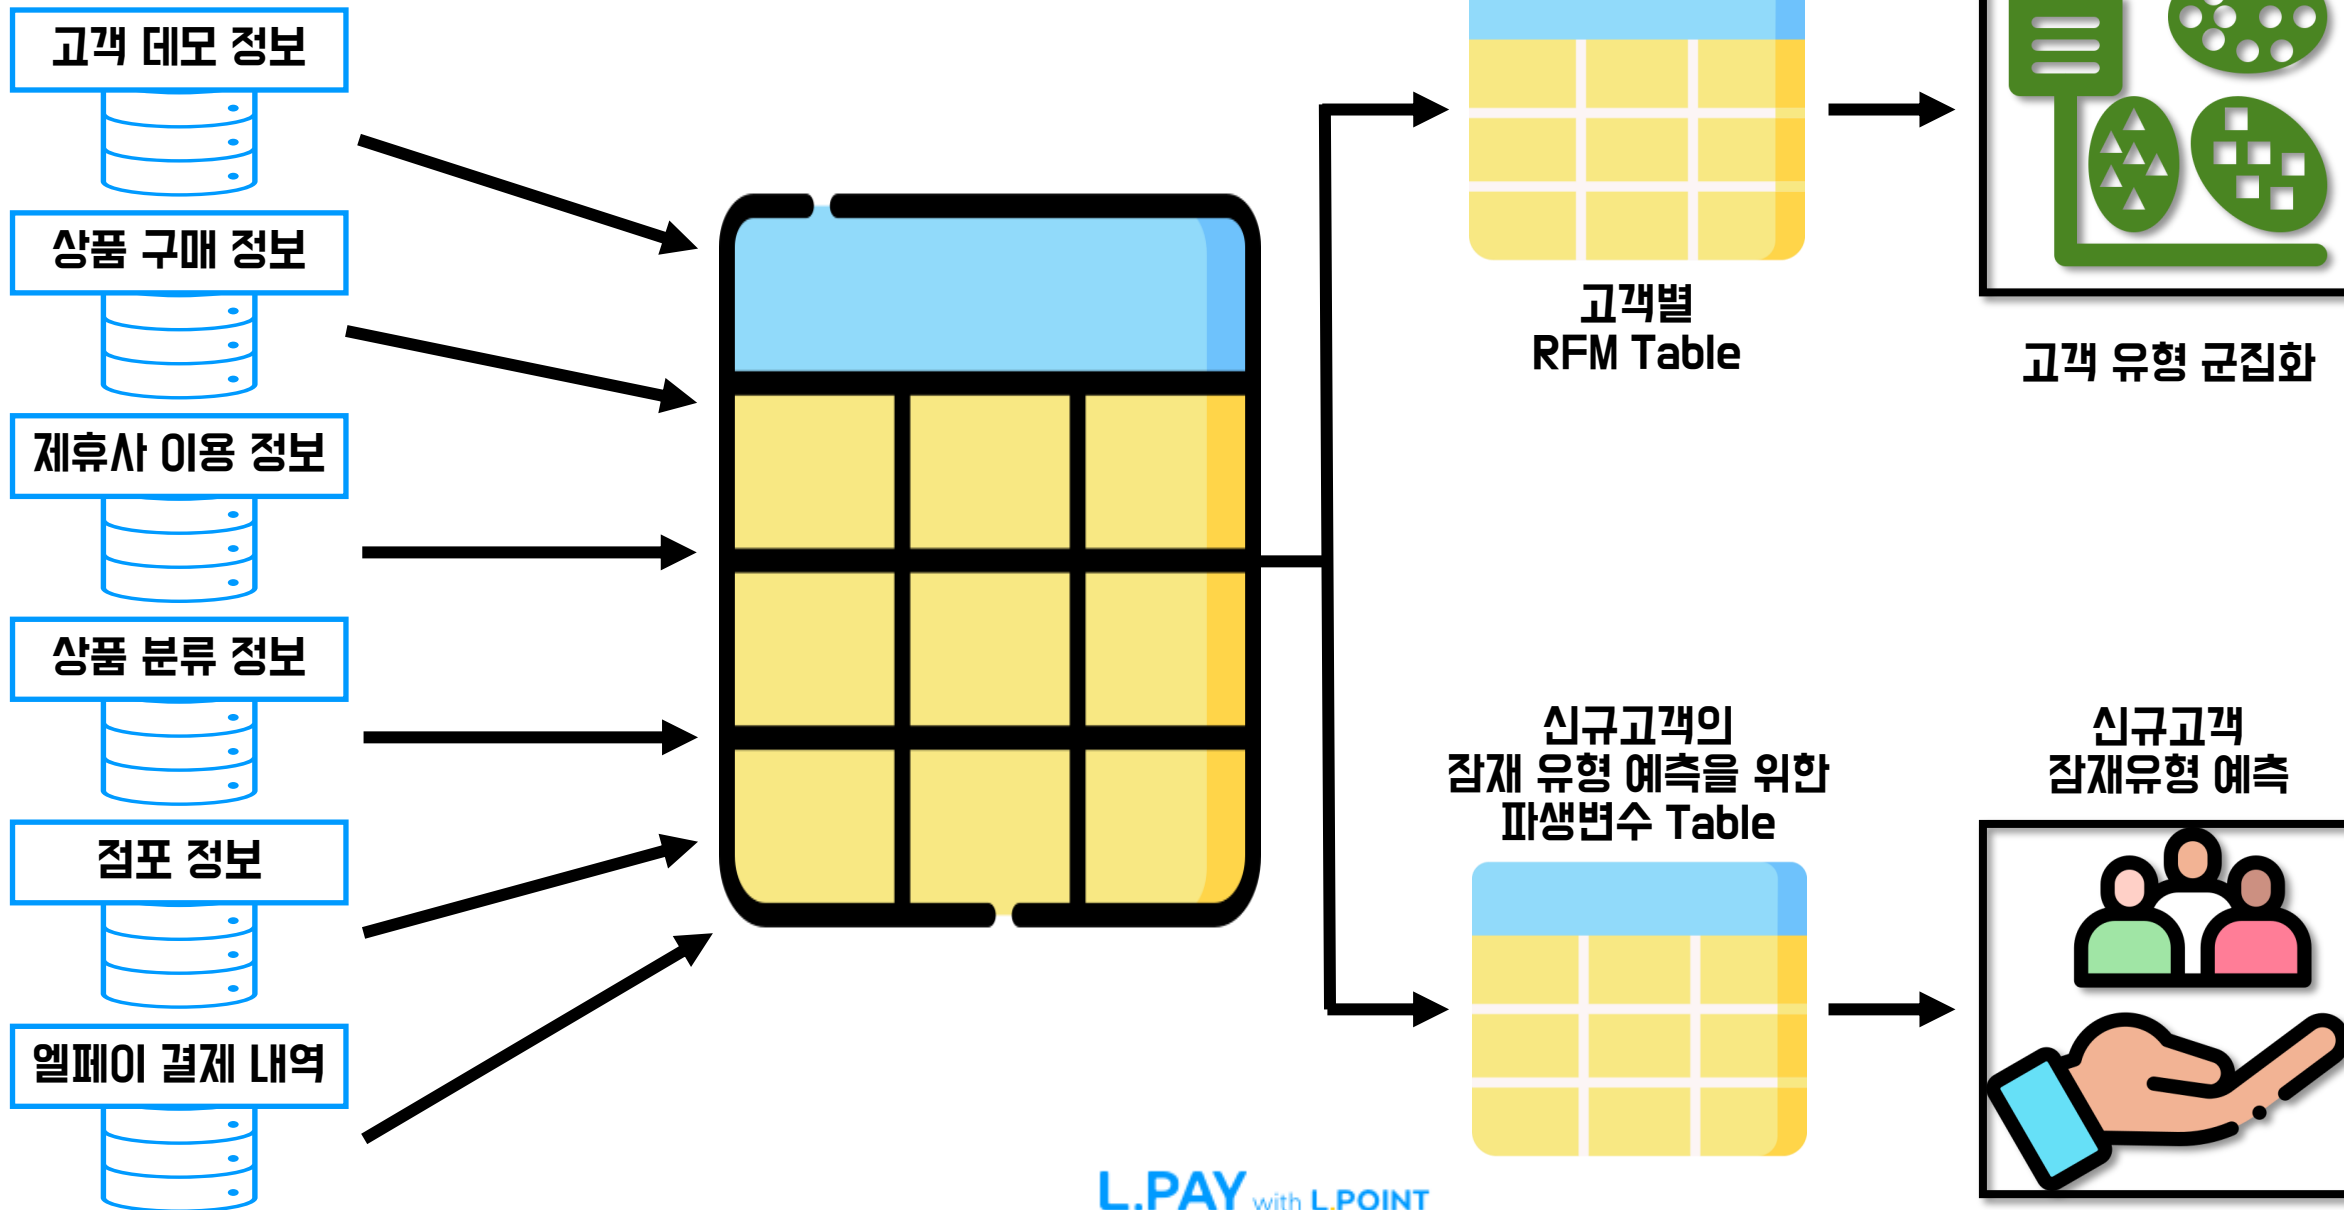 고객 데모 정보
상품 구매 정보
제휴사 이용 정보
상품 분류 정보
점포 정보
엘페이 결제 내역
고객별
RFM Table
고객 유형 군집화
신규고객의
잠재 유형 예측을 위한
파생변수 Table
신규고객
잠재유형 예측
L.PAY with L.POINT